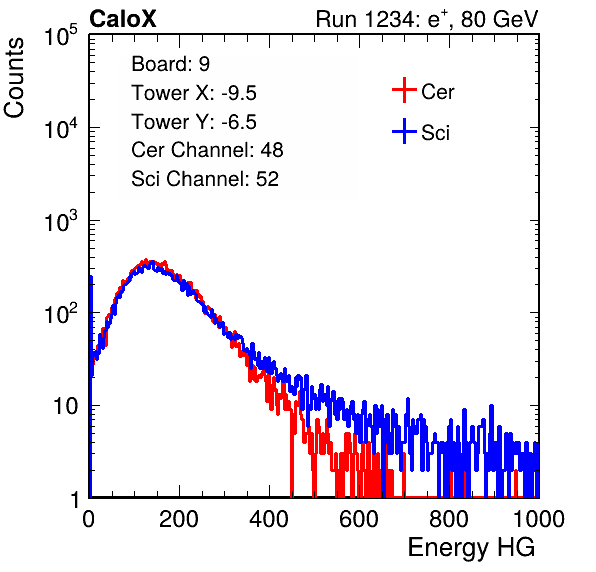 CaloX Run 1234: e⁺, 80 GeV
Counts
10⁵
10⁴
10³
10²
10
1
Board: 9
Tower X: -9.5
Tower Y: -6.5
Cer Channel: 48
Sci Channel: 52
Cer
Sci
0 200 400 600 800 1000
Energy HG